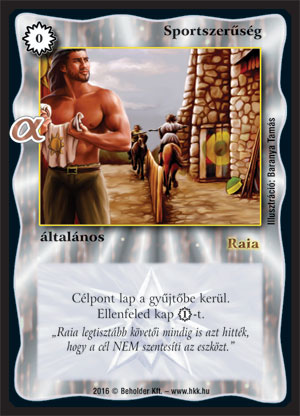 0
Sportszerűség
α
Illusztráció: Baranya Tamás
általános
Raia
Célpont lap a gyűjtőbe kerül.
Ellenfeled kap 1-t.
„Raia legtisztább követői mindig is azt hitték,
hogy a cél NEM szentesíti az eszközt.”
2016 © Beholder Kft. – www.hkk.hu